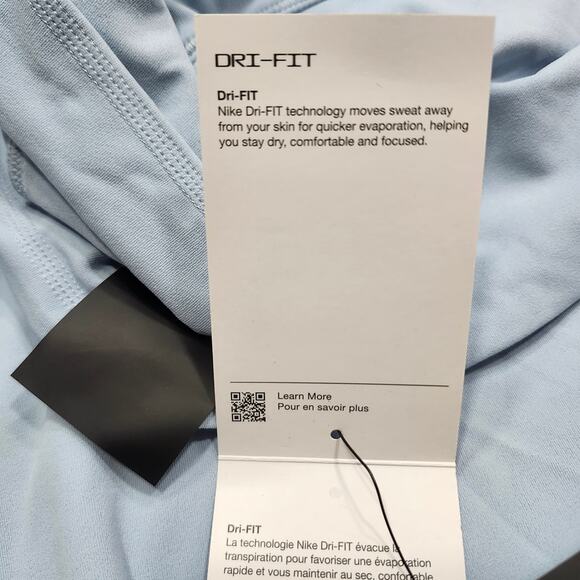 DRI-FIT
Dri-FIT
Nike Dri-FIT technology moves sweat away
from your skin for quicker evaporation, helping
you stay dry, comfortable and focused.
Learn More
Pour en savoir plus
Dri-FIT
La technologie Nike Dri-FIT évacue la
transpiration pour favoriser une évaporation
rapide et vous maintenir au sec, confortable